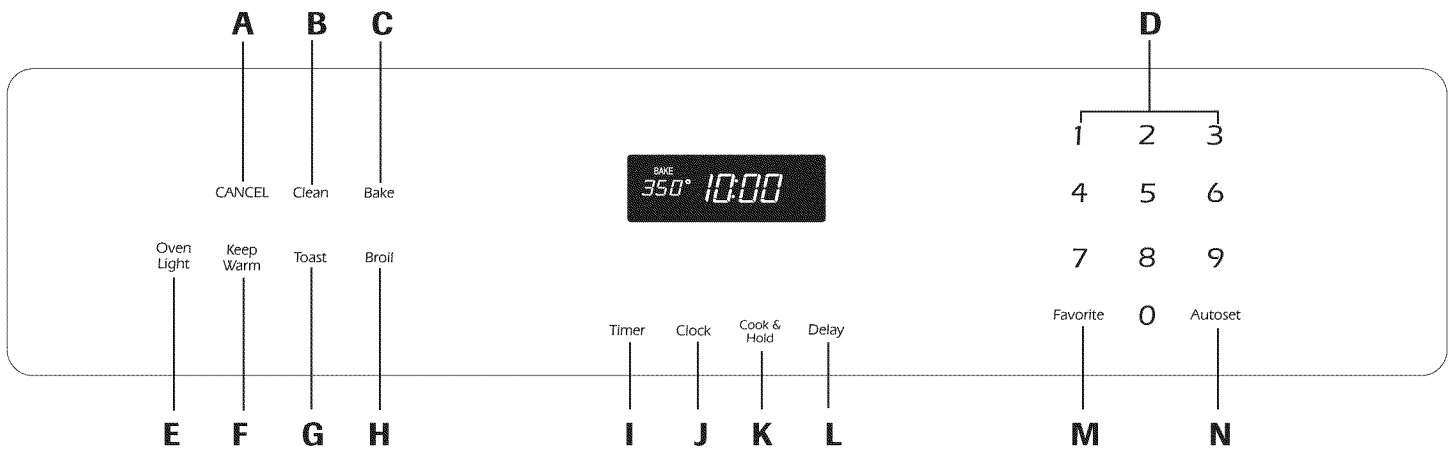 A B C D
1 2 3
BAKE
350° 10:00
CANCEL Clean Bake
4 5 6
Oven Light
Keep Warm
Toast Broil
7 8 9
Favorite 0 Autoset
Timer Clock
Cook & Hold
Delay
E F G H I J K L M N